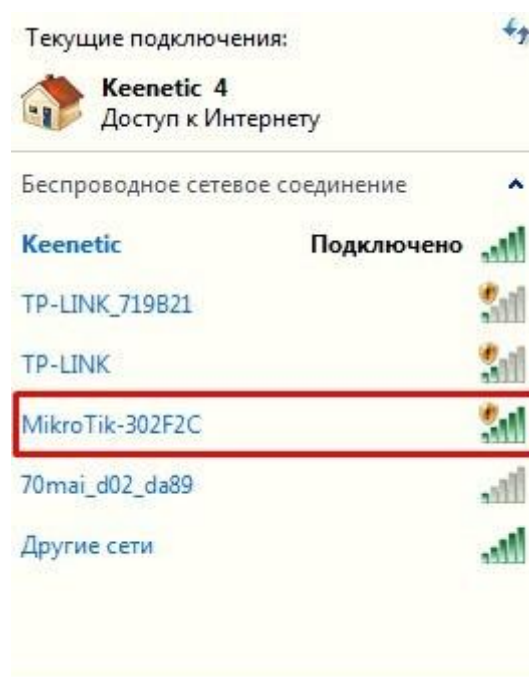 Текущие подключения:
Keenetic 4
Доступ к Интернету
Беспроводное сетевое соединение
Keenetic Подключено
TP-LINK_719B21
TP-LINK
MikroTik-302F2C
70mai_d02_da89
Другие сети